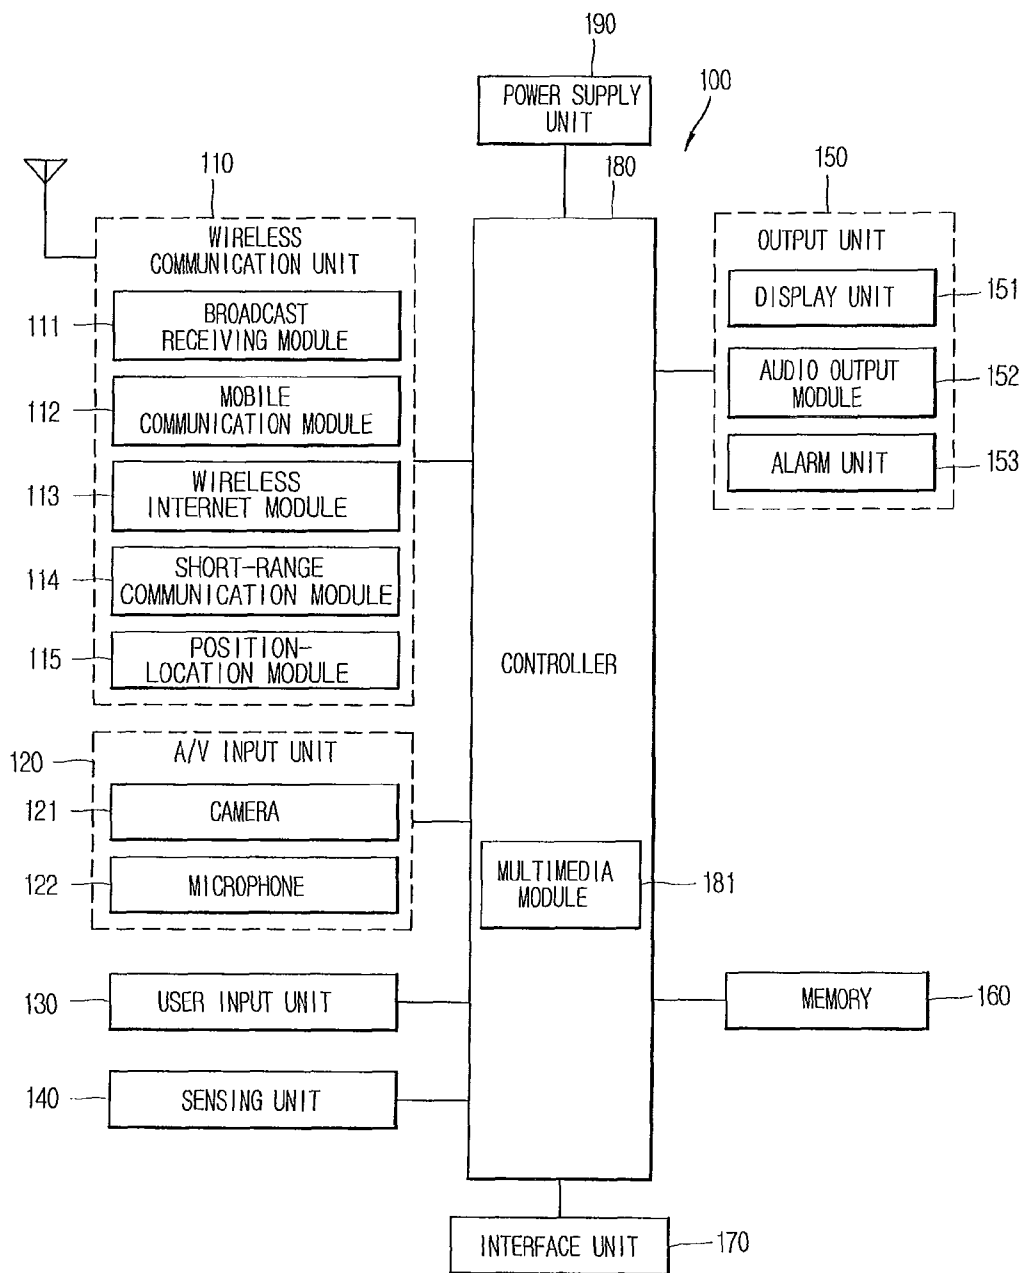 190
POWER SUPPLY
UNIT
100
180
110
WIRELESS
COMMUNICATION UNIT
111
BROADCAST
RECEIVING MODULE
112
MOBILE
COMMUNICATION MODULE
113
WIRELESS
INTERNET MODULE
114
SHORT-RANGE
COMMUNICATION MODULE
115
POSITION-
LOCATION MODULE
120
A/V INPUT UNIT
121
CAMERA
122
MICROPHONE
130
USER INPUT UNIT
140
SENSING UNIT
CONTROLLER
MULTIMEDIA
MODULE
181
150
OUTPUT UNIT
DISPLAY UNIT
151
AUDIO OUTPUT
MODULE
152
ALARM UNIT
153
MEMORY
160
INTERFACE UNIT
170